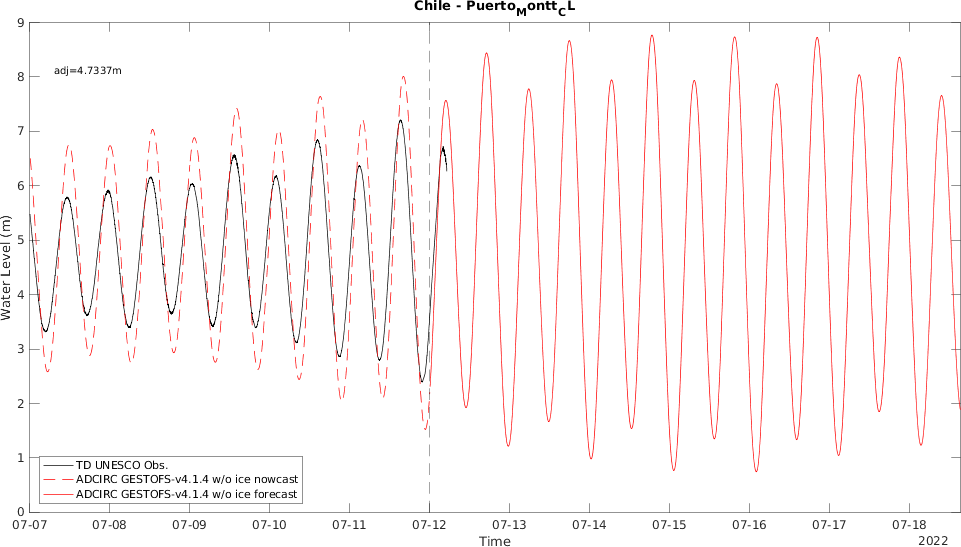 Chile - Puerto_Montt_CL
9
adj=4.7337m
8
7
6
5
4
3
2
1
0
Water Level (m)
TD UNESCO Obs.
ADCIRC GESTOFS-v4.1.4 w/o ice nowcast
ADCIRC GESTOFS-v4.1.4 w/o ice forecast
07-07 07-08 07-09 07-10 07-11 07-12 07-13 07-14 07-15 07-16 07-17 07-18
Time
2022